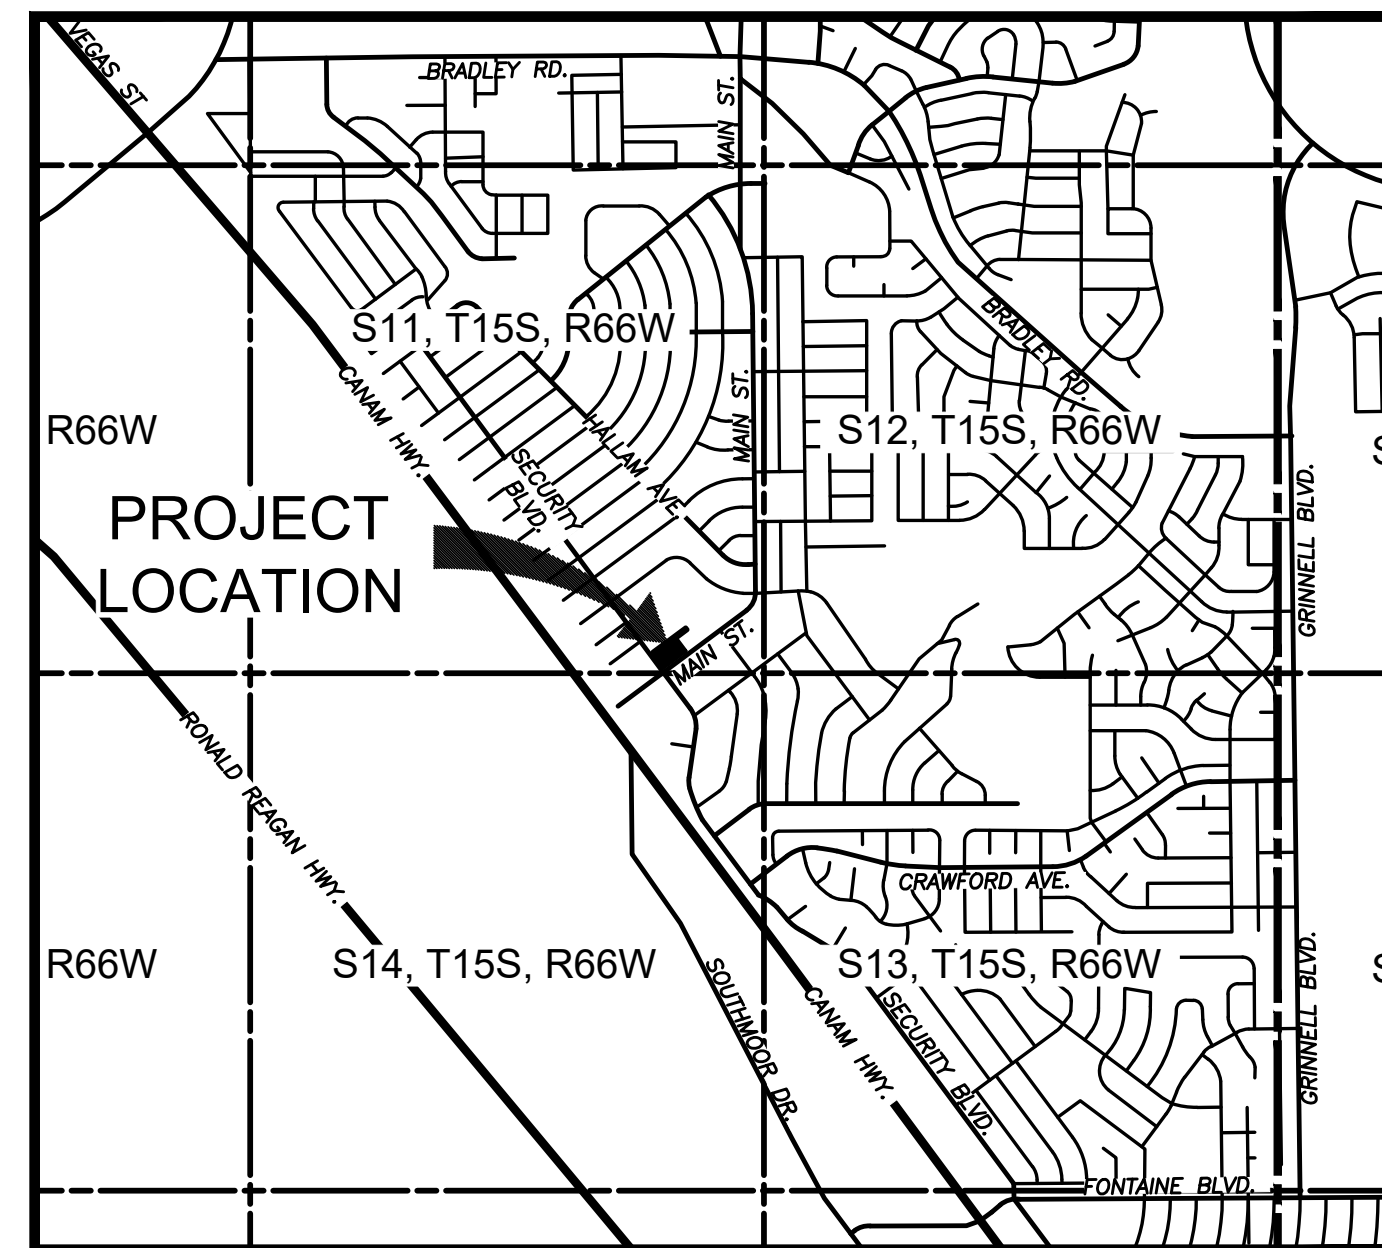 VEGAS ST
BRADLEY RD.
MAIN ST.
S11, T15S, R66W
BRADLEY RD.
CANAM HWY.
MAIN ST.
R66W
S12, T15S, R66W
HALLAM AVE.
SECURITY
BLVD.
GRINNELL BLVD.
PROJECT
LOCATION
MAIN ST.
RONALD REAGAN HWY.
CRAWFORD AVE.
R66W
S14, T15S, R66W
S13, T15S, R66W
SOUTHMOOR DR.
CANAM HWY.
SECURITY BLVD.
GRINNELL BLVD.
FONTAINE BLVD.